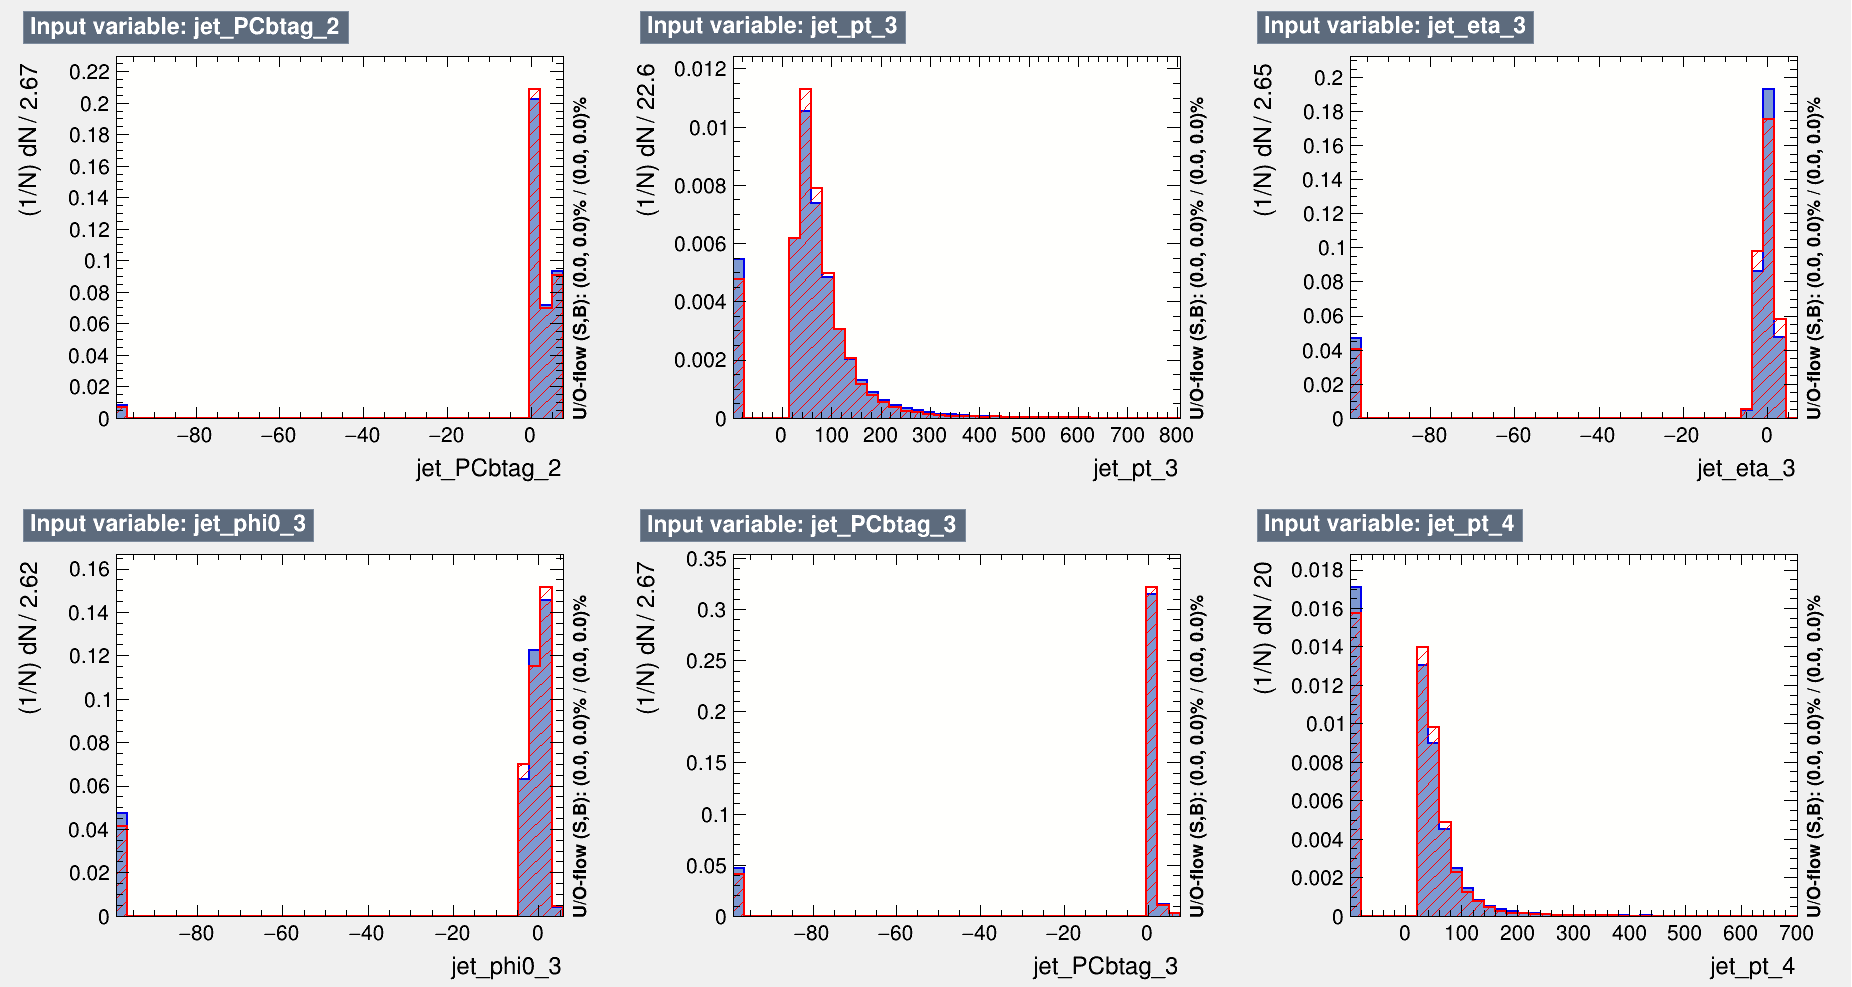 Input variable: jet_PCbtag_2
(1/N) dN / 2.67
0.22
0.2
0.18
0.16
0.14
0.12
0.1
0.08
0.06
0.04
0.02
0
−80 −60 −40 −20 0
jet_PCbtag_2
U/O-flow (S,B): (0.0, 0.0)% / (0.0, 0.0)%
Input variable: jet_pt_3
(1/N) dN / 22.6
0.012
0.01
0.008
0.006
0.004
0.002
0
0 100 200 300 400 500 600 700 800
jet_pt_3
U/O-flow (S,B): (0.0, 0.0)% / (0.0, 0.0)%
Input variable: jet_eta_3
(1/N) dN / 2.65
0.2
0.18
0.16
0.14
0.12
0.1
0.08
0.06
0.04
0.02
0
−80 −60 −40 −20 0
jet_eta_3
U/O-flow (S,B): (0.0, 0.0)% / (0.0, 0.0)%
Input variable: jet_phi0_3
(1/N) dN / 2.62
0.16
0.14
0.12
0.1
0.08
0.06
0.04
0.02
0
−80 −60 −40 −20 0
jet_phi0_3
U/O-flow (S,B): (0.0, 0.0)% / (0.0, 0.0)%
Input variable: jet_PCbtag_3
(1/N) dN / 2.67
0.35
0.3
0.25
0.2
0.15
0.1
0.05
0
−80 −60 −40 −20 0
jet_PCbtag_3
U/O-flow (S,B): (0.0, 0.0)% / (0.0, 0.0)%
Input variable: jet_pt_4
(1/N) dN / 20
0.018
0.016
0.014
0.012
0.01
0.008
0.006
0.004
0.002
0
0 100 200 300 400 500 600 700
jet_pt_4
U/O-flow (S,B): (0.0, 0.0)% / (0.0, 0.0)%